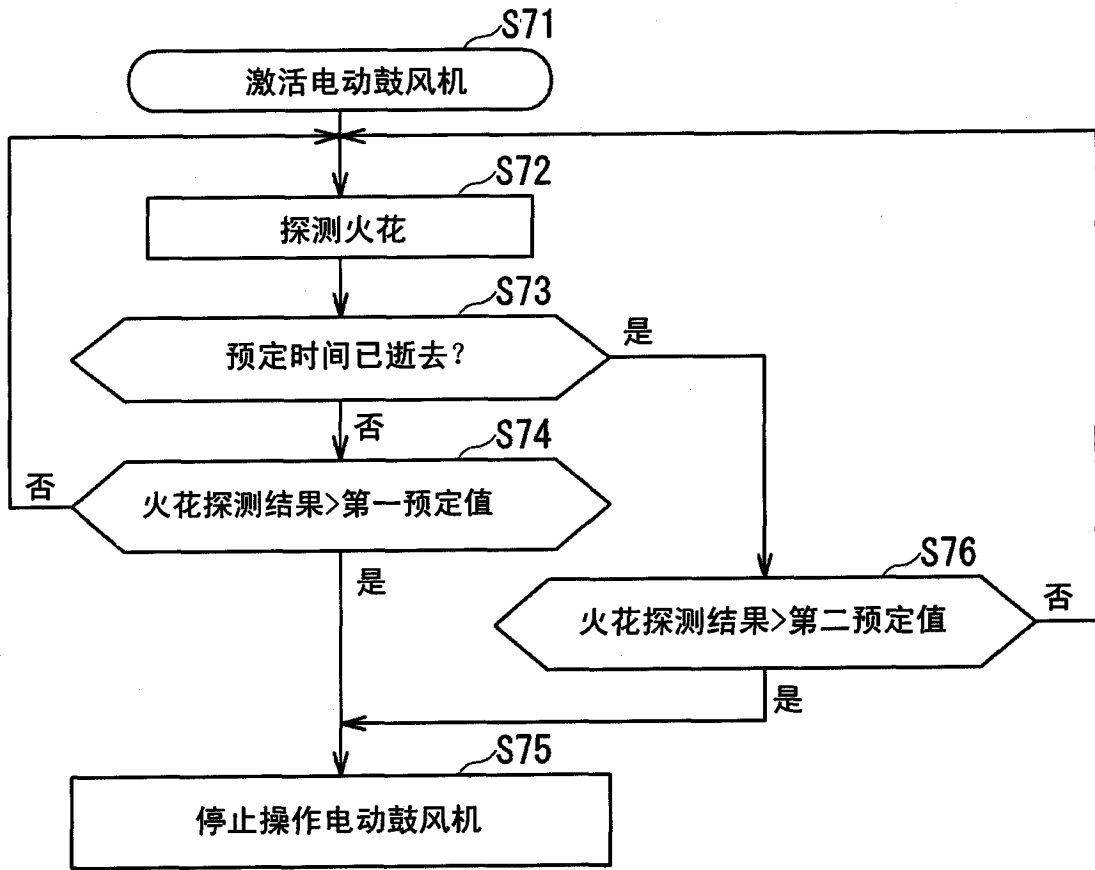 S71
激活电动鼓风机
S72
探测火花
S73
预定时间已逝去?
是
否
S74
火花探测结果>第一预定值
否
是
S76
火花探测结果>第二预定值
否
是
S75
停止操作电动鼓风机